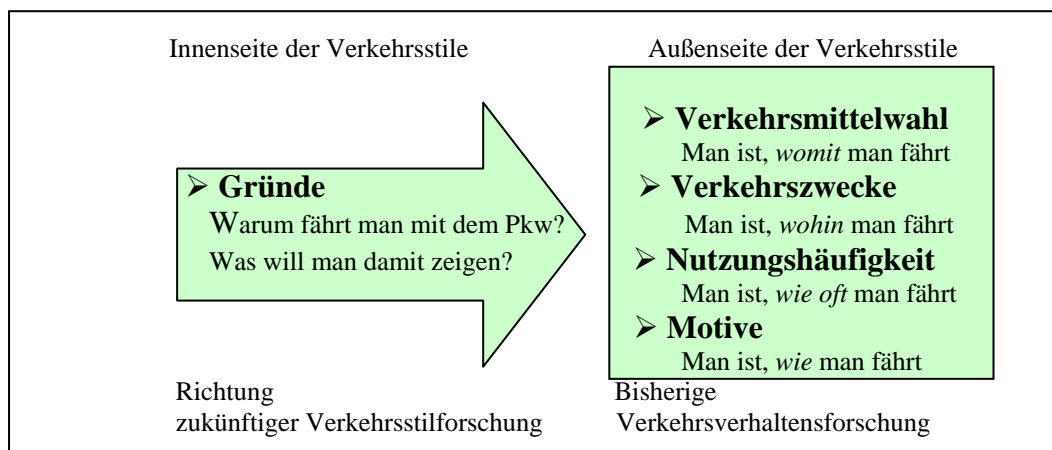 Innenseite der Verkehrsstile
➢ Gründe
Warum fährt man mit dem Pkw?
Was will man damit zeigen?
Richtung
zukünftiger Verkehrsstilforschung
Außenseite der Verkehrsstile
➢ Verkehrsmittelwahl
Man ist, womit man fährt
➢ Verkehrszwecke
Man ist, wohin man fährt
➢ Nutzungshäufigkeit
Man ist, wie oft man fährt
➢ Motive
Man ist, wie man fährt
Bisherige
Verkehrsverhaltensforschung